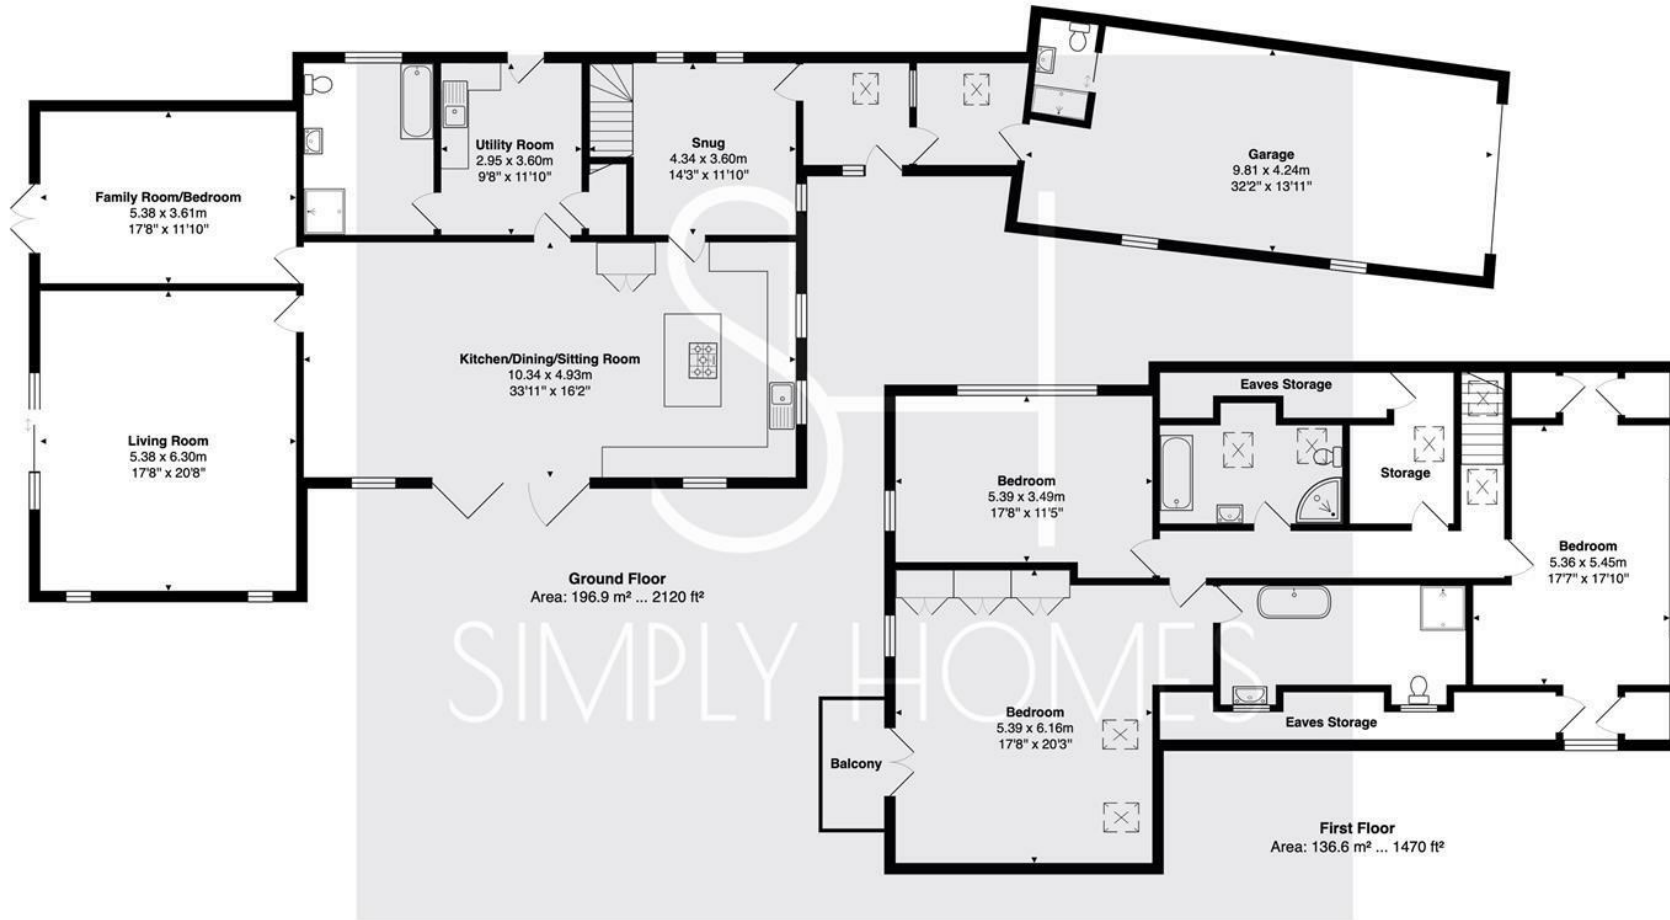 Family Room/Bedroom
5.38 x 3.61m
17'8" x 11'10"
Utility Room
2.95 x 3.60m
9'8" x 11'10"
Snug
4.34 x 3.60m
14'3" x 11'10"
Garage
9.81 x 4.24m
32'2" x 13'11"
Kitchen/Dining/Sitting Room
10.34 x 4.93m
33'11" x 16'2"
Living Room
5.38 x 6.30m
17'8" x 20'8"
Ground Floor
Area: 196.9 m² ... 2120 ft²
Eaves Storage
Storage
Bedroom
5.39 x 3.49m
17'8" x 11'5"
Bedroom
5.36 x 5.45m
17'7" x 17'10"
Bedroom
5.39 x 6.16m
17'8" x 20'3"
Eaves Storage
Balcony
First Floor
Area: 136.6 m² ... 1470 ft²
SH
SIMPLY HOMES